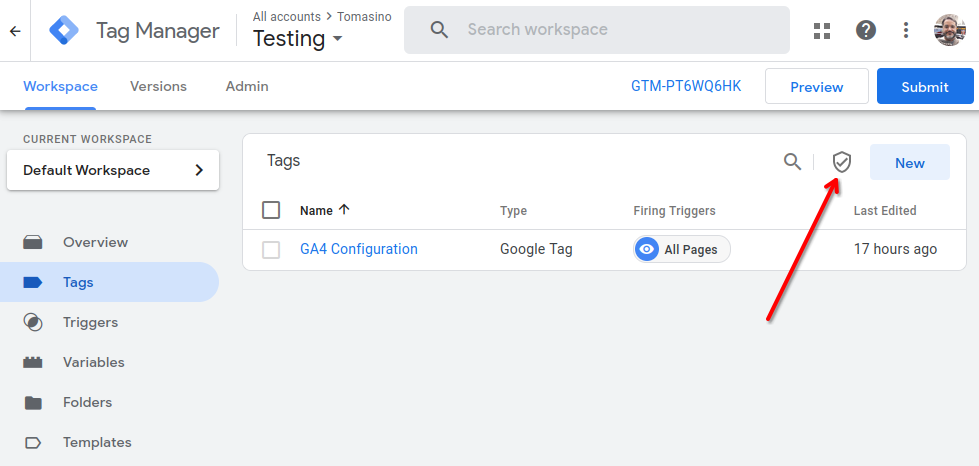 Tag Manager
All accounts > Tomasino
Testing
Search workspace
Workspace
Versions
Admin
GTM-PT6WQ6HK
Preview
Submit
CURRENT WORKSPACE
Default Workspace
Overview
Tags
Triggers
Variables
Folders
Templates
Tags
New
Name Type Firing Triggers Last Edited
GA4 Configuration Google Tag All Pages 17 hours ago